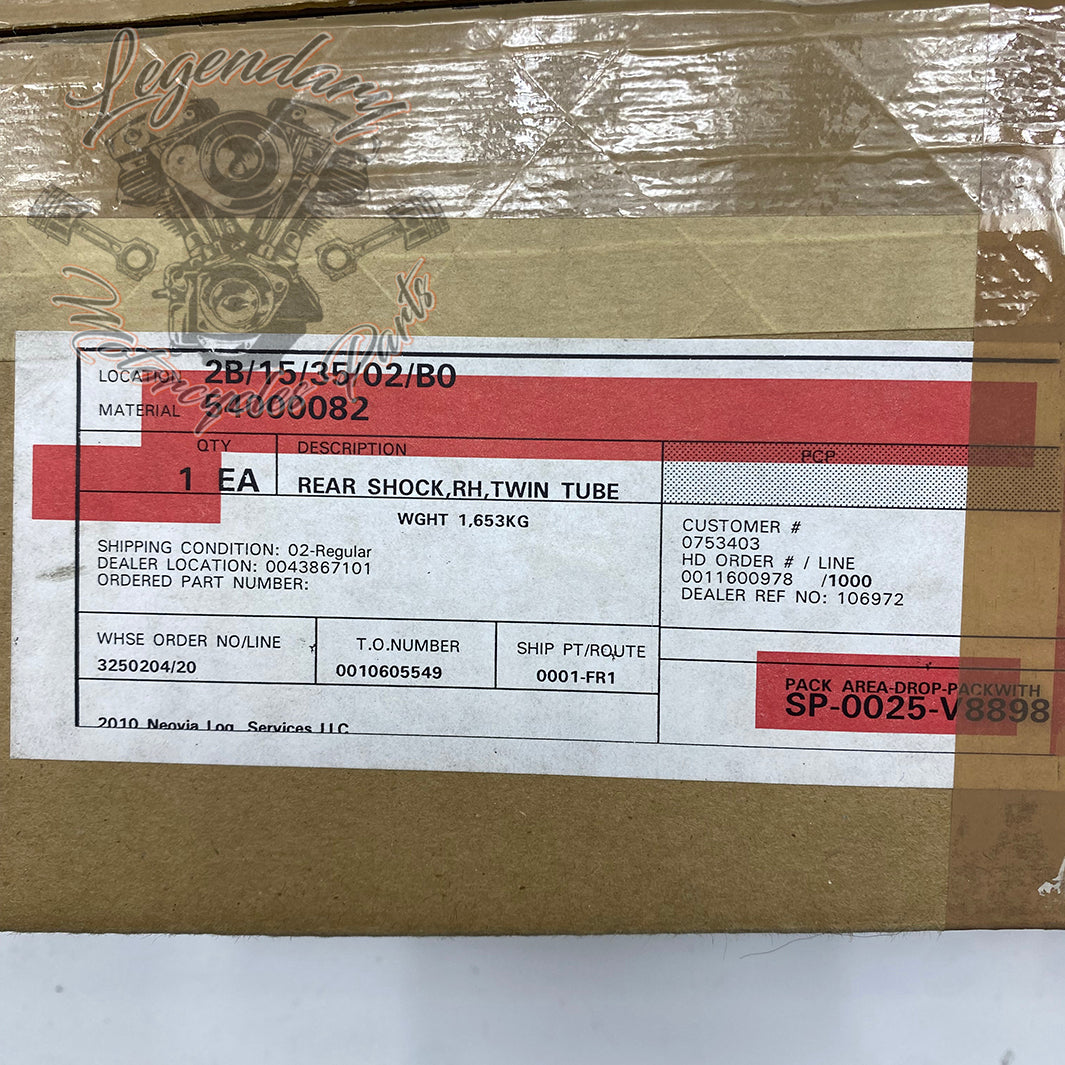 Legendary
Motorcycles Parts
LOCATION 2B/15/35/02/B0
MATERIAL 54000082
QTY DESCRIPTION PCP
1 EA REAR SHOCK,RH,TWIN TUBE
WGHT 1,653KG
SHIPPING CONDITION: 02-Regular
DEALER LOCATION: 0043867101
ORDERED PART NUMBER:
CUSTOMER #
0753403
HD ORDER # / LINE
0011600978 /1000
DEALER REF NO: 106972
WHSE ORDER NO/LINE T.O.NUMBER SHIP PT/ROUTE
3250204/20 0010605549 0001-FR1
PACK AREA-DROP-PACKWITH
SP-0025-V8898
2010 Neovia Log. Services LLC